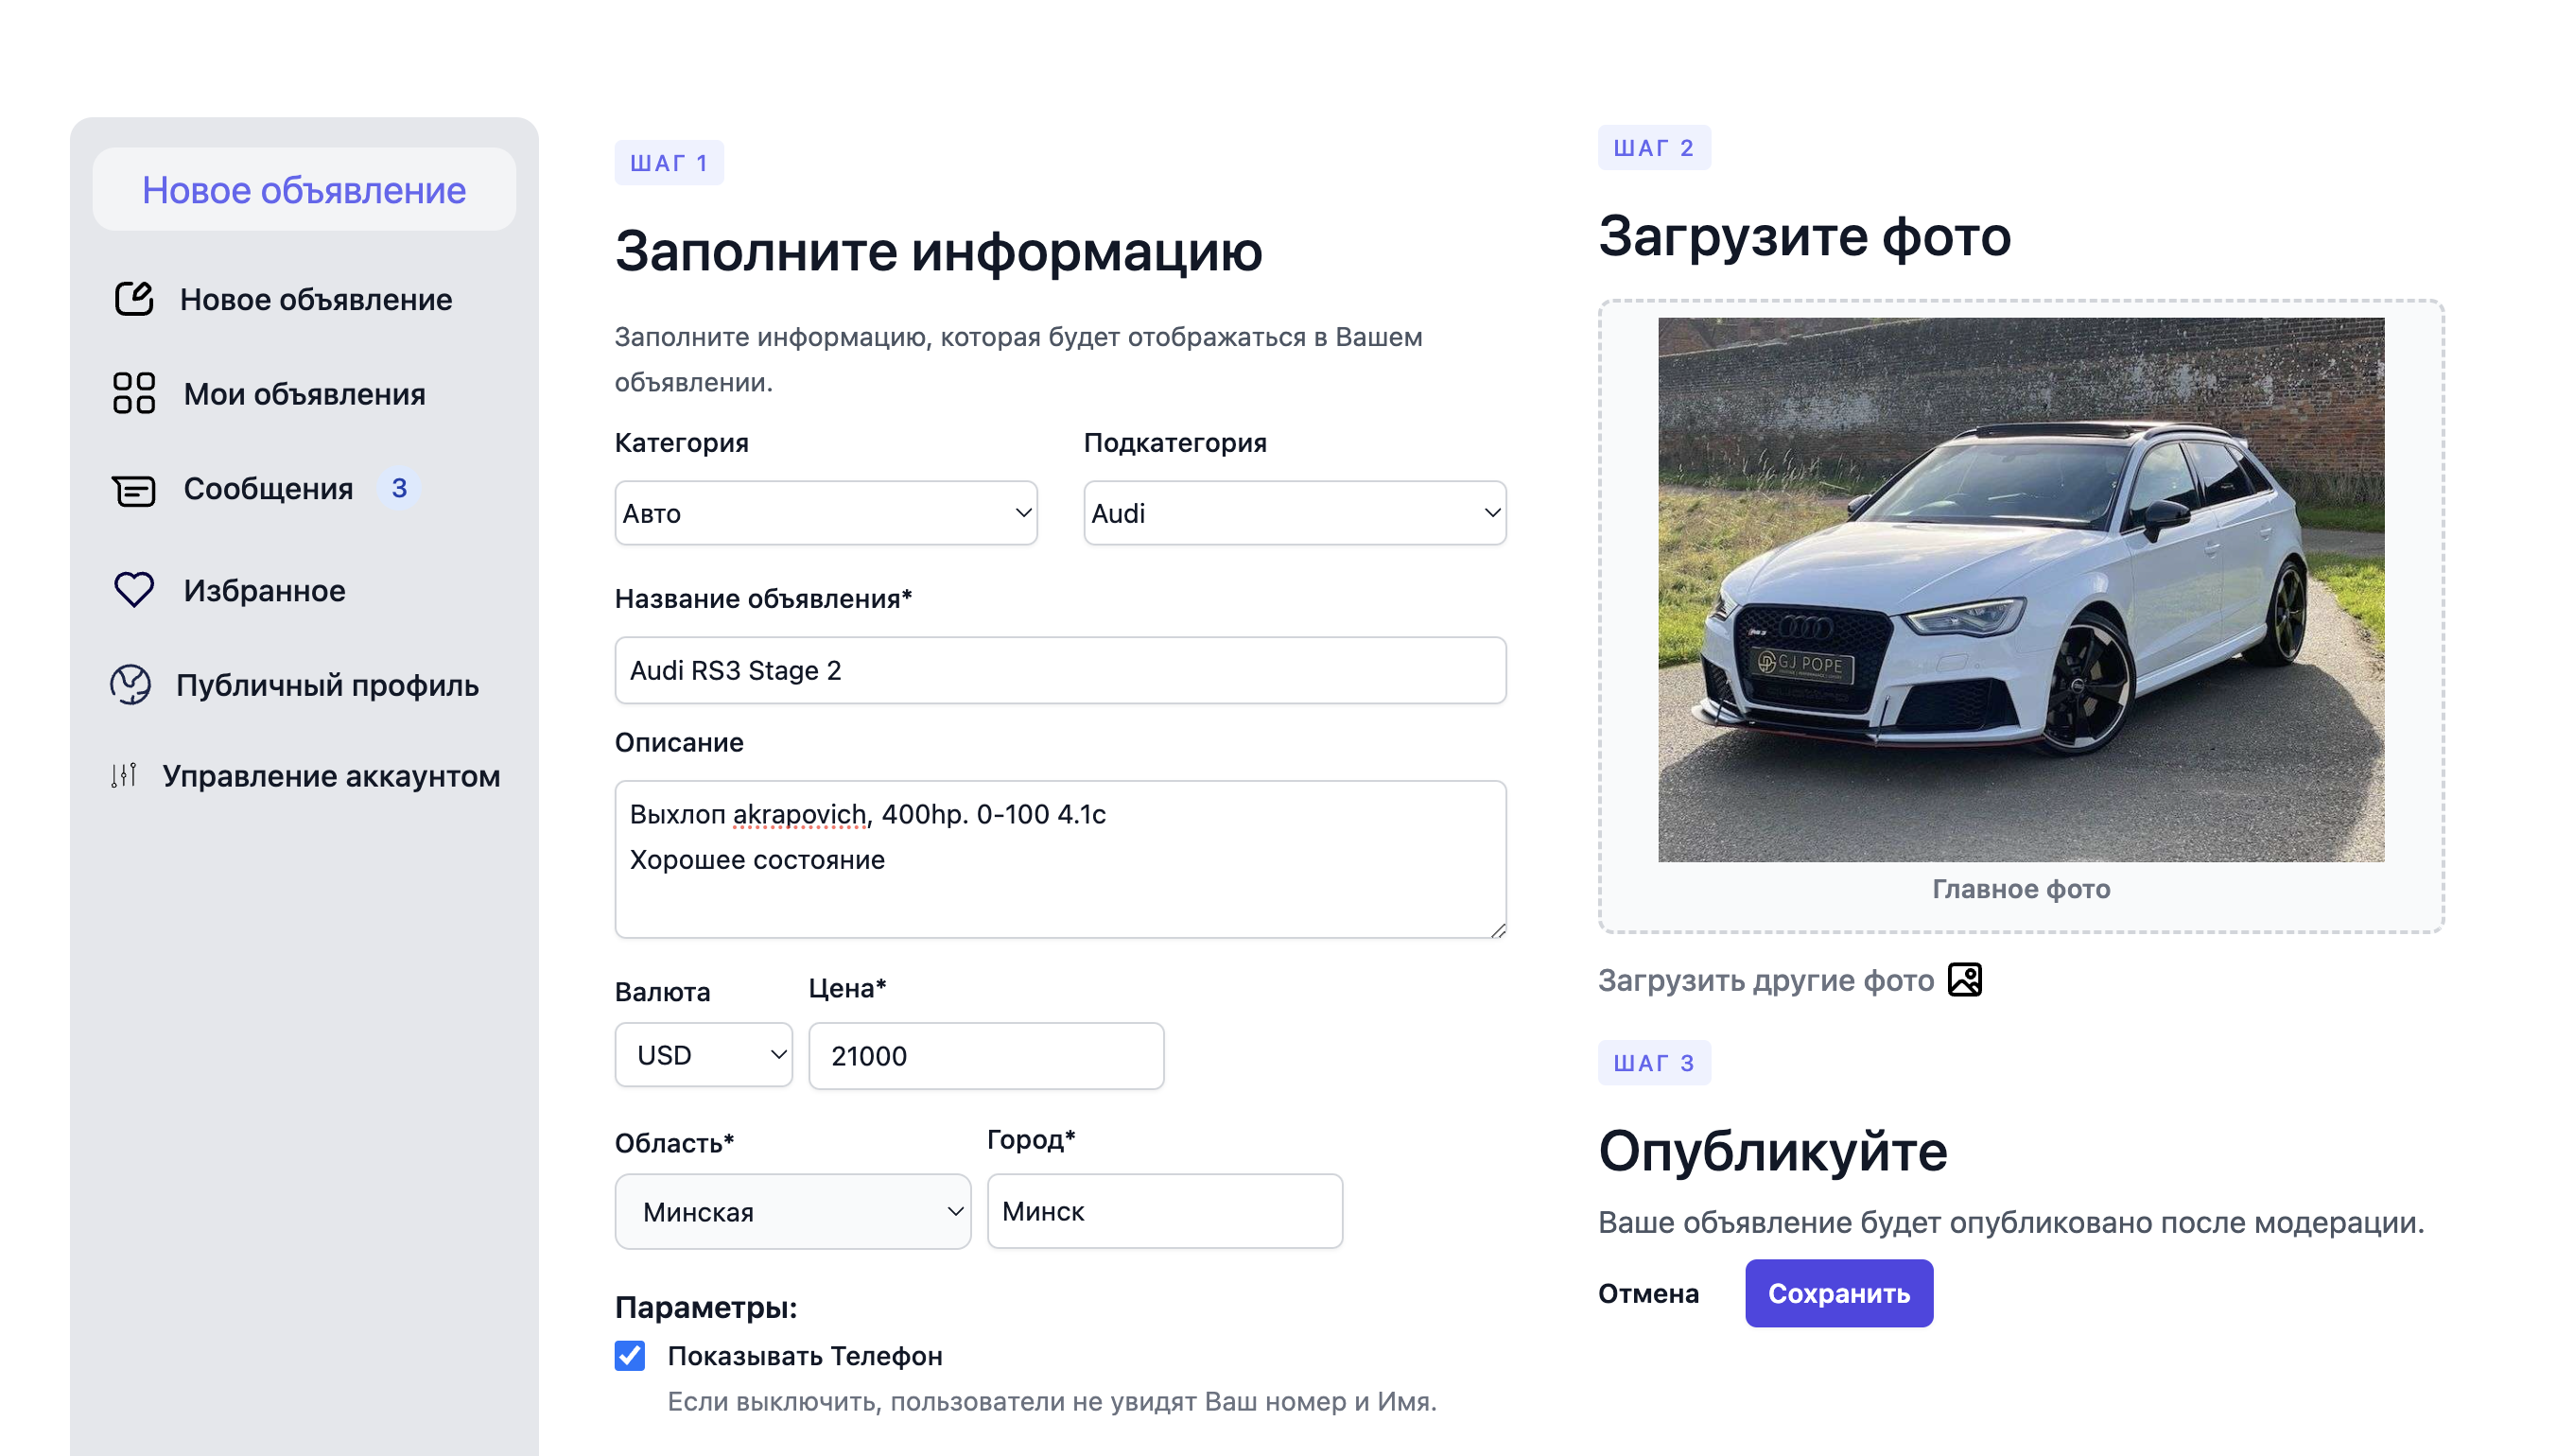 Новое объявление
Новое объявление
Мои объявления
Сообщения 3
Избранное
Публичный профиль
Управление аккаунтом
ШАГ 1
Заполните информацию
Заполните информацию, которая будет отображаться в Вашем
объявлении.
Категория Подкатегория
Авто Audi
Название объявления*
Audi RS3 Stage 2
Описание
Выхлоп akrapovich, 400hp. 0-100 4.1с
Хорошее состояние
Валюта Цена*
USD 21000
Область* Город*
Минская Минск
Параметры:
Показывать Телефон
Если выключить, пользователи не увидят Ваш номер и Имя.
ШАГ 2
Загрузите фото
GJ POPE
Главное фото
Загрузить другие фото
ШАГ 3
Опубликуйте
Ваше объявление будет опубликовано после модерации.
Отмена Сохранить